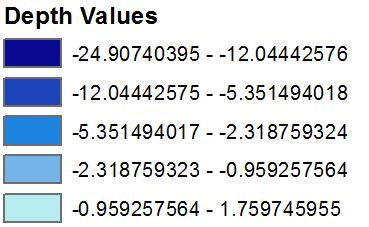 Depth Values
-24.90740395 - -12.04442576
-12.04442575 - -5.351494018
-5.351494017 - -2.318759324
-2.318759323 - -0.959257564
-0.959257564 - 1.759745955